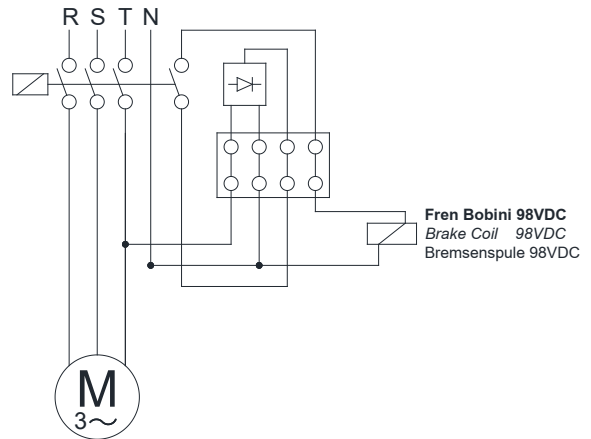 R S T N
Fren Bobini 98VDC
Brake Coil 98VDC
Bremsenspule 98VDC
M
3~